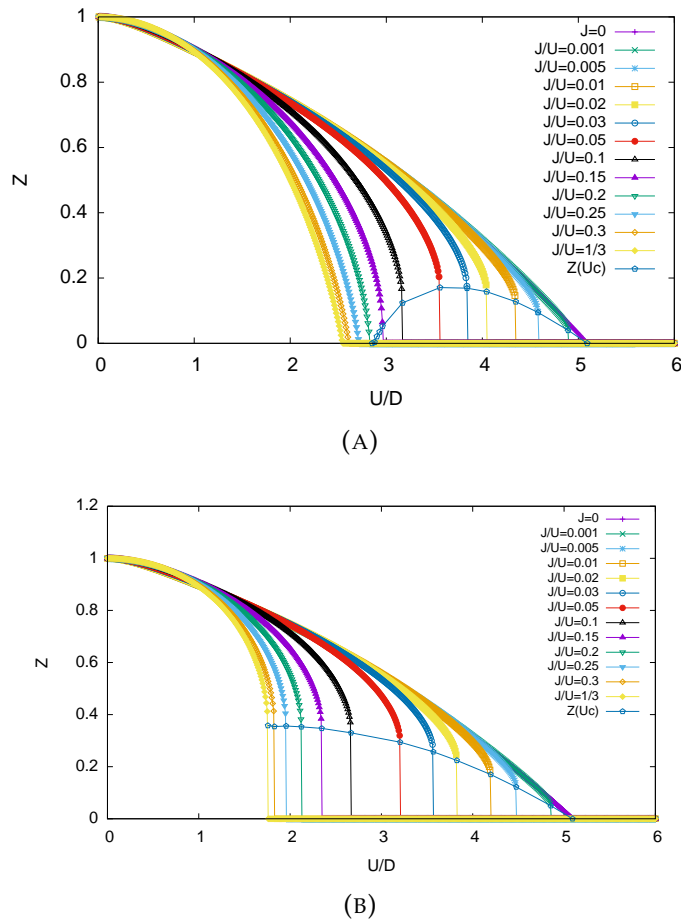 1
0.8
0.6
0.4
0.2
0
Z
0 1 2 3 4 5 6
U/D
J=0
J/U=0.001
J/U=0.005
J/U=0.01
J/U=0.02
J/U=0.03
J/U=0.05
J/U=0.1
J/U=0.15
J/U=0.2
J/U=0.25
J/U=0.3
J/U=1/3
Z(Uc)
(A)
1.2
1
0.8
0.6
0.4
0.2
0
Z
0 1 2 3 4 5 6
U/D
J=0
J/U=0.001
J/U=0.005
J/U=0.01
J/U=0.02
J/U=0.03
J/U=0.05
J/U=0.1
J/U=0.15
J/U=0.2
J/U=0.25
J/U=0.3
J/U=1/3
Z(Uc)
(B)